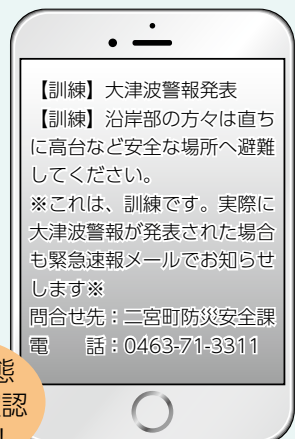 【訓練】大津波警報発表
【訓練】沿岸部の方々は直ち
に高台など安全な場所へ避難
してください。
※これは、訓練です。実際に
大津波警報が発表された場合
も緊急速報メールでお知らせ
します※
問合せ先：二宮町防災安全課
電　　話：0463-71-3311
態
認